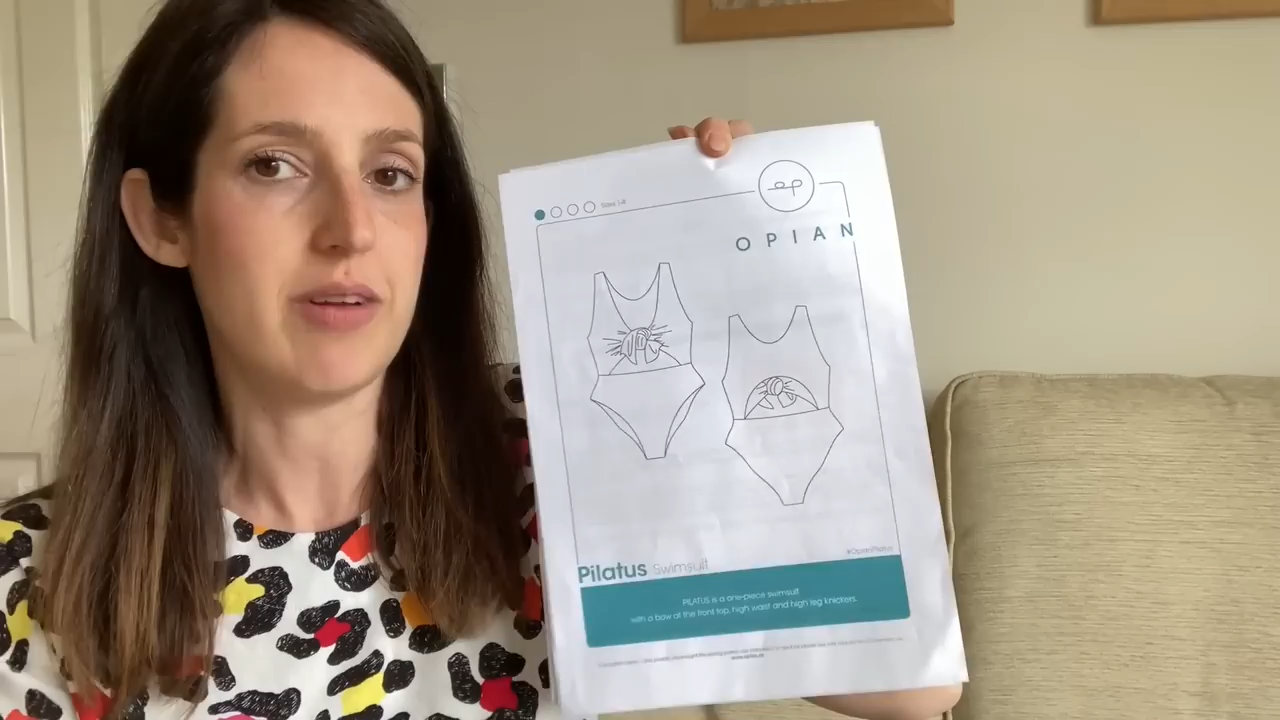 Sizes 1-8
op
OPIAN
#OpianPilatus
Pilatus Swimsuit
PILATUS is a one-piece swimsuit
with a bow at the front top, high waist and high leg knickers.